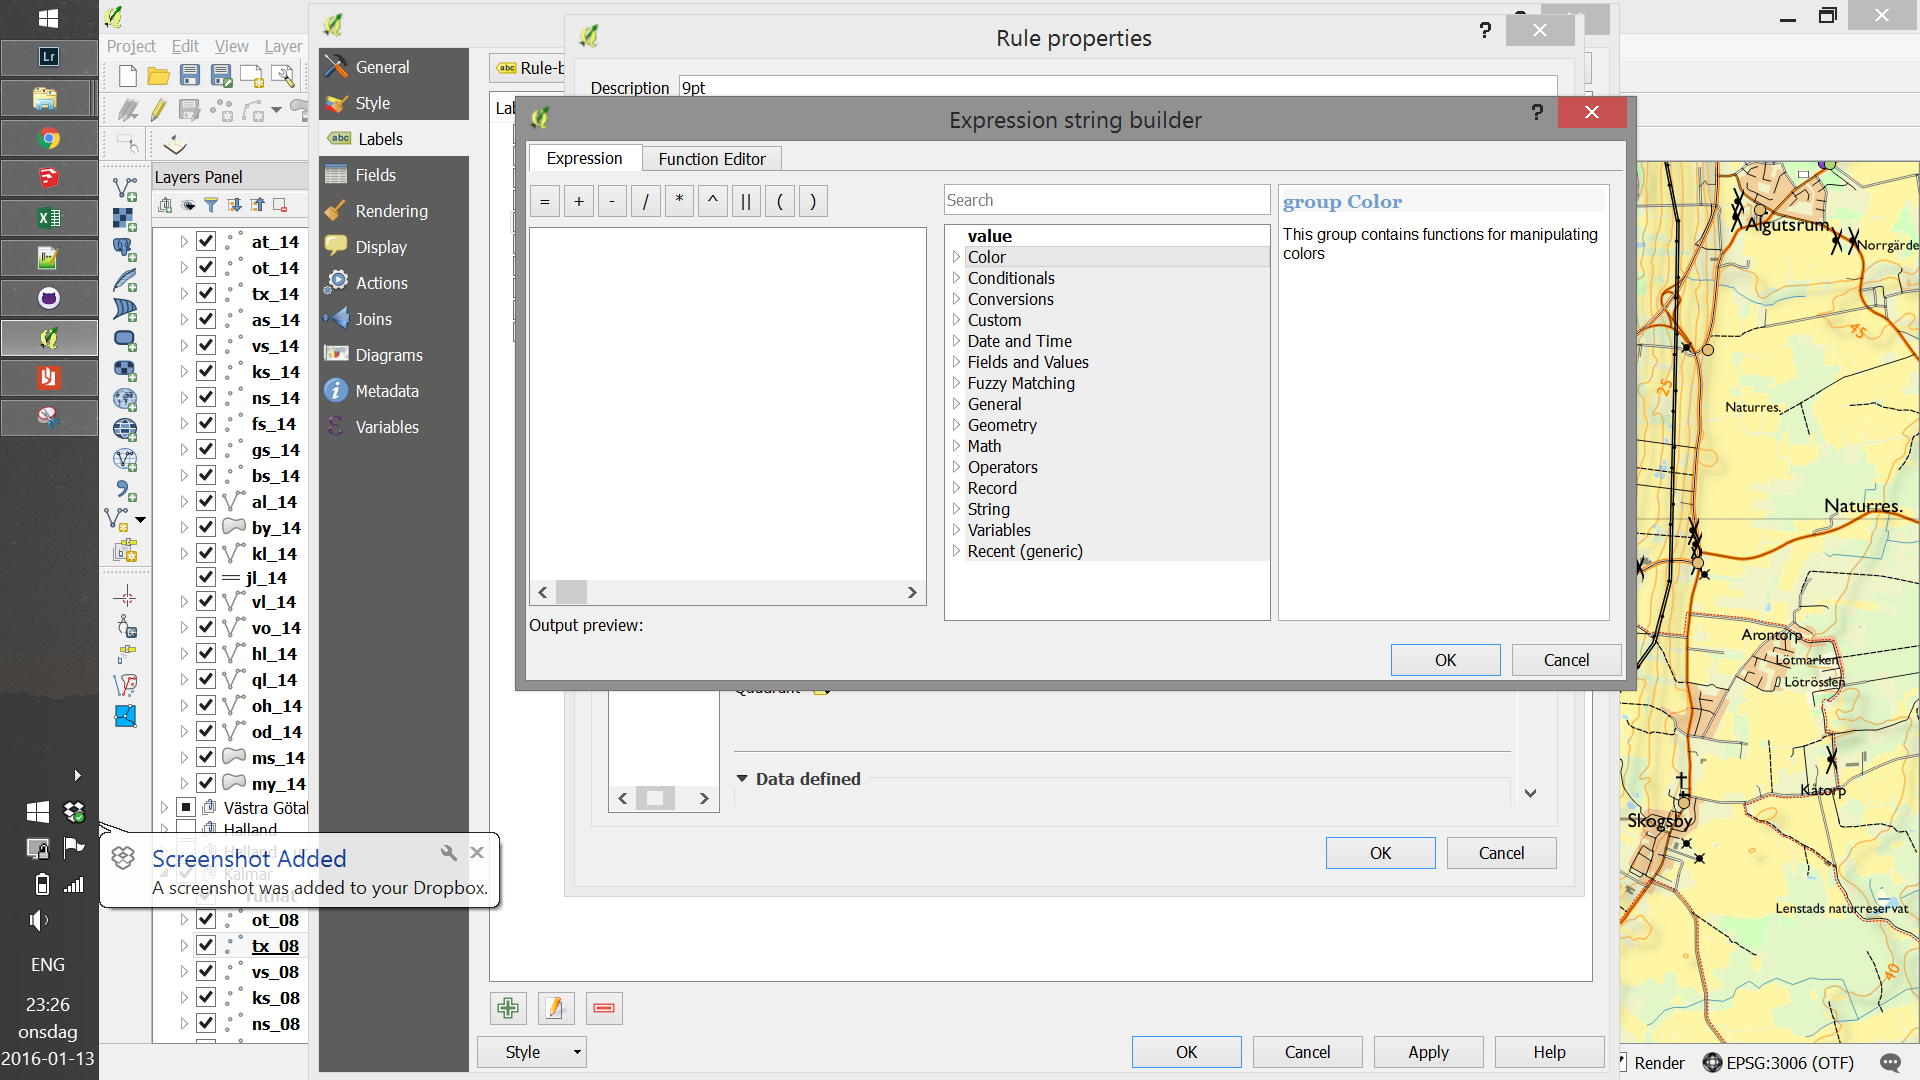 Project Edit View Layer
Layers Panel
at_14
ot_14
tx_14
as_14
vs_14
ks_14
ns_14
fs_14
gs_14
bs_14
al_14
by_14
kl_14
jl_14
vl_14
vo_14
hl_14
ql_14
oh_14
od_14
ms_14
my_14
Västra Götal
Halland
Kalmar
ot_08
tx_08
vs_08
ks_08
ns_08
Screenshot Added
A screenshot was added to your Dropbox.
ENG
23:26
onsdag
2016-01-13
General
Style
Labels
Fields
Rendering
Display
Actions
Joins
Diagrams
Metadata
Variables
Rule-b
Rule properties
Description 9pt
Expression string builder
Expression
Function Editor
= + - / * ^ || ( )
Search
value
Color
Conditionals
Conversions
Custom
Date and Time
Fields and Values
Fuzzy Matching
General
Geometry
Math
Operators
Record
String
Variables
Recent (generic)
group Color
This group contains functions for manipulating
colors
Output preview:
OK Cancel
Quadrant
Data defined
OK Cancel
Style
OK Cancel Apply Help
Algutsrum
Norrgärde
45
25
Naturres.
Naturres.
Arontorp
Lötmarken
Lötrösslen
Kåtorp
Skogsby
Lenstads naturreservat
40
Render EPSG:3006 (OTF)